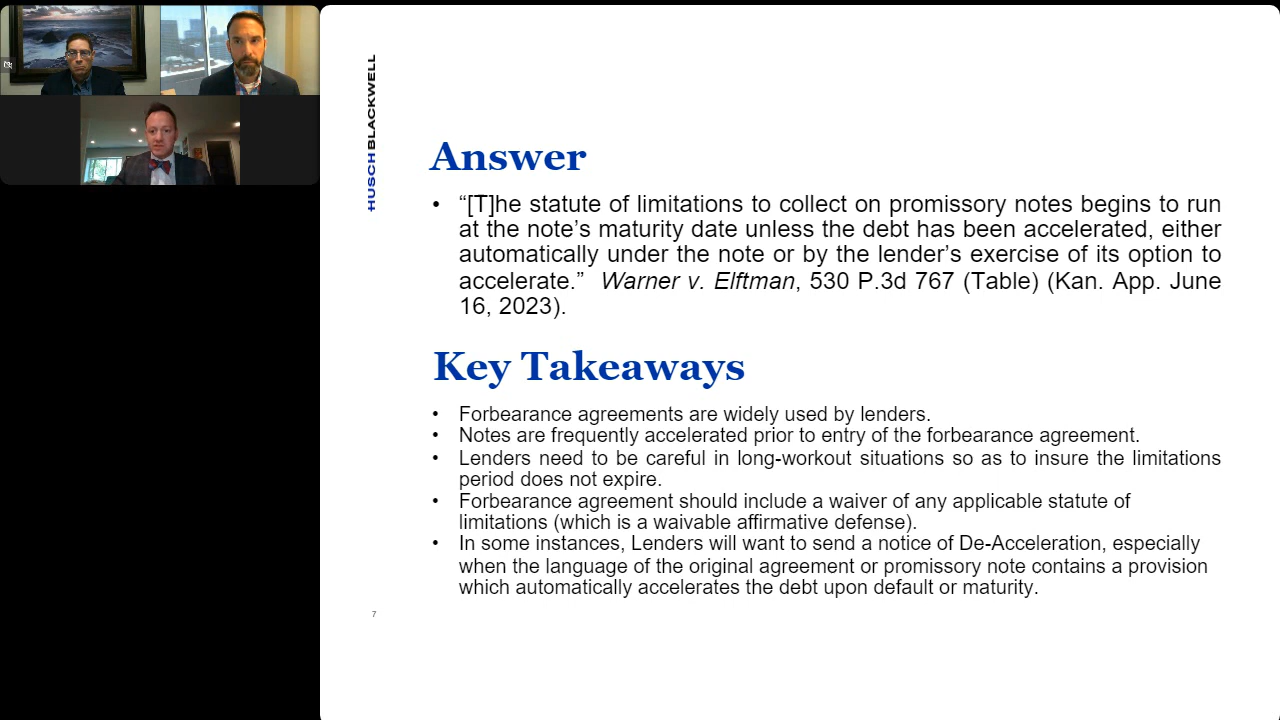 HUSCHBLACKWELL
Answer
• “[T]he statute of limitations to collect on promissory notes begins to run
at the note’s maturity date unless the debt has been accelerated, either
automatically under the note or by the lender’s exercise of its option to
accelerate.”  Warner v. Elftman, 530 P.3d 767 (Table) (Kan. App. June
16, 2023).
Key Takeaways
• Forbearance agreements are widely used by lenders.
• Notes are frequently accelerated prior to entry of the forbearance agreement.
• Lenders need to be careful in long-workout situations so as to insure the limitations
period does not expire.
• Forbearance agreement should include a waiver of any applicable statute of
limitations (which is a waivable affirmative defense).
• In some instances, Lenders will want to send a notice of De-Acceleration, especially
when the language of the original agreement or promissory note contains a provision
which automatically accelerates the debt upon default or maturity.
7